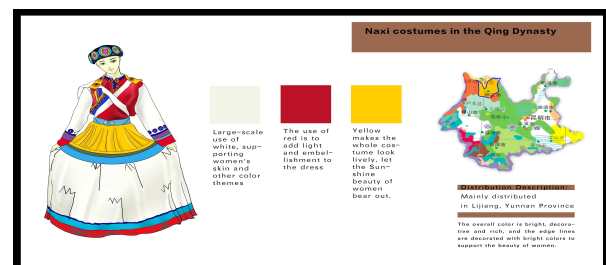 Naxi costumes in the Qing Dynasty
Large-scale
use of
white, sup-
porting
women's
skin and
other color
themes
The use of
red is to
add light
and embel-
lishment to
the dress
Yellow
makes the
whole cos-
tume look
lively, let
the Sun-
shine
beauty of
women
bear out.
昆明市
Distribution Description:
Mainly distributed
in Lijiang, Yunnan Province
The overall color is bright, decora-
tive and rich, and the edge lines
are decorated with bright colors to
support the beauty of women.